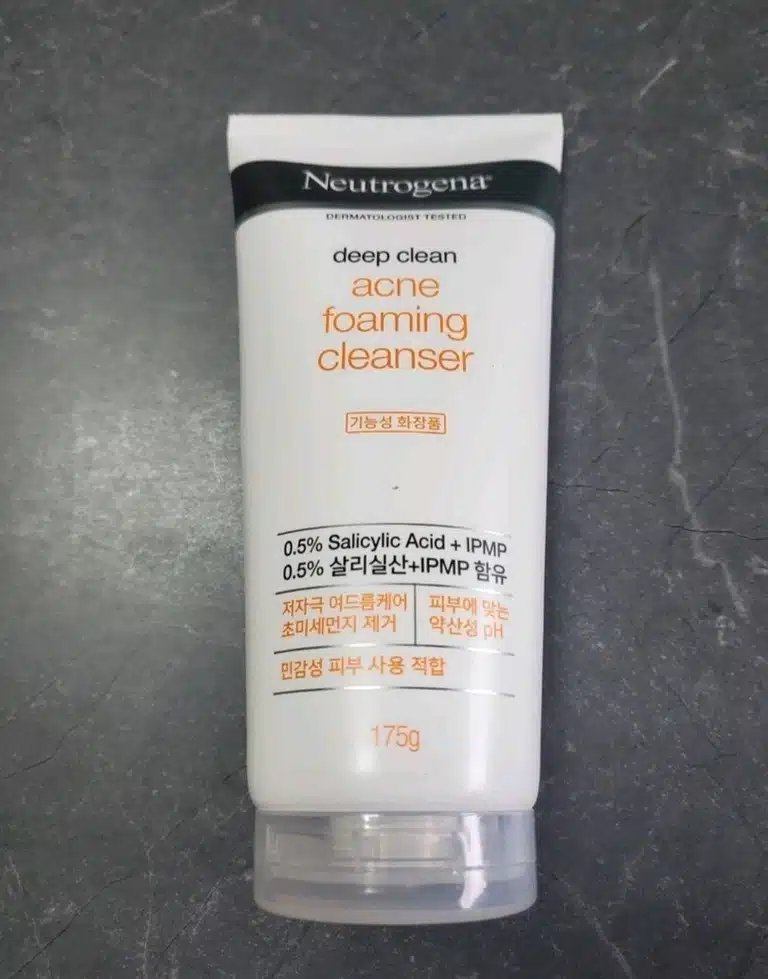 Neutrogena®
DERMATOLOGIST TESTED
deep clean
acne
foaming
cleanser
기능성 화장품
0.5% Salicylic Acid + IPMP
0.5% 살리실산+IPMP 함유
저자극 여드름케어
초미세먼지 제거
피부에 맞는
약산성 pH
민감성 피부 사용 적합
175g